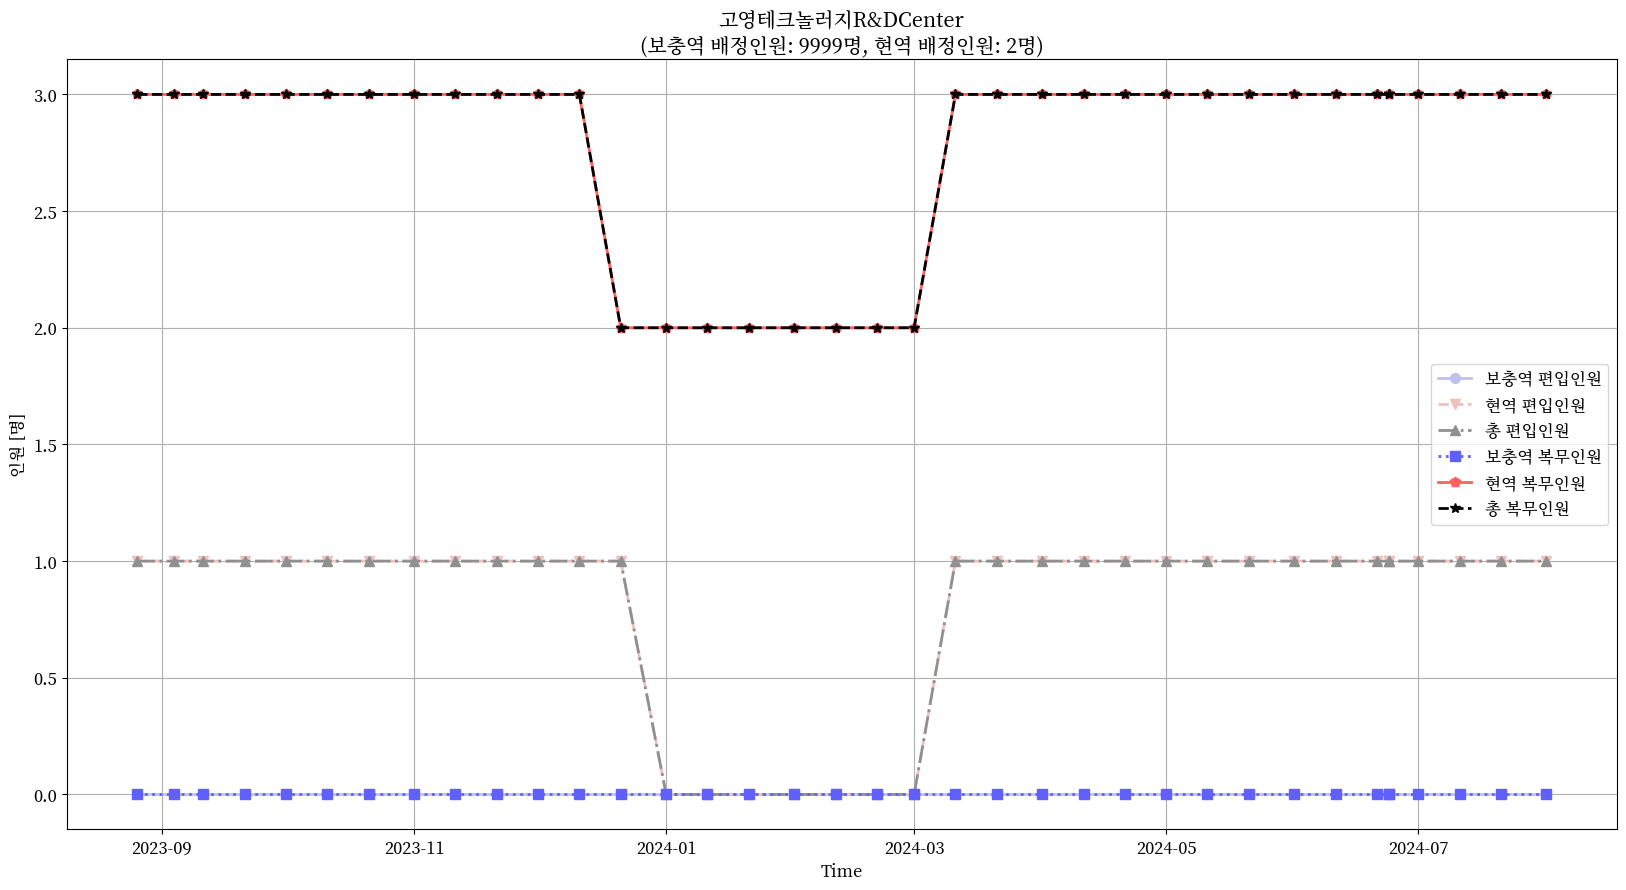 고영테크놀러지R&DCenter
(보충역 배정인원: 9999명, 현역 배정인원: 2명)
3.0
2.5
2.0
1.5
1.0
0.5
0.0
인원 [명]
보충역 편입인원
현역 편입인원
총 편입인원
보충역 복무인원
현역 복무인원
총 복무인원
2023-09
2023-11
2024-01
2024-03
2024-05
2024-07
Time